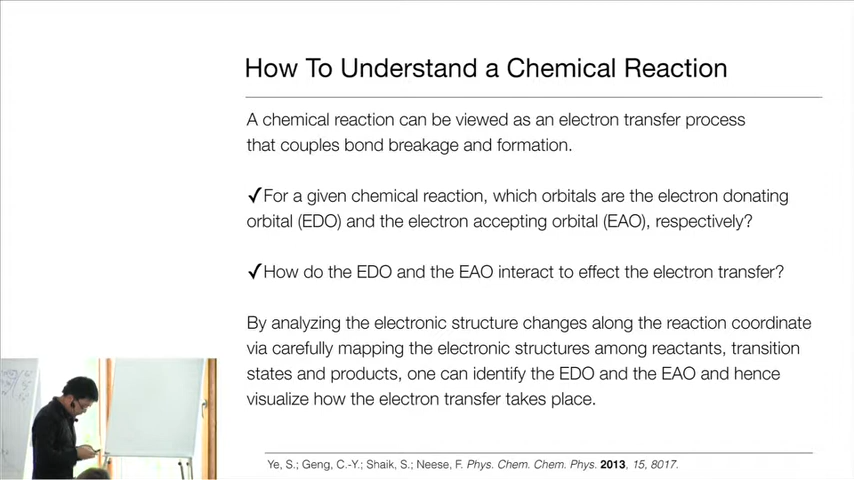 How To Understand a Chemical Reaction
A chemical reaction can be viewed as an electron transfer process
that couples bond breakage and formation.
✓For a given chemical reaction, which orbitals are the electron donating
orbital (EDO) and the electron accepting orbital (EAO), respectively?
✓How do the EDO and the EAO interact to effect the electron transfer?
By analyzing the electronic structure changes along the reaction coordinate
via carefully mapping the electronic structures among reactants, transition
states and products, one can identify the EDO and the EAO and hence
visualize how the electron transfer takes place.
Ye, S.; Geng, C.-Y.; Shaik, S.; Neese, F. Phys. Chem. Chem. Phys. 2013, 15, 8017.